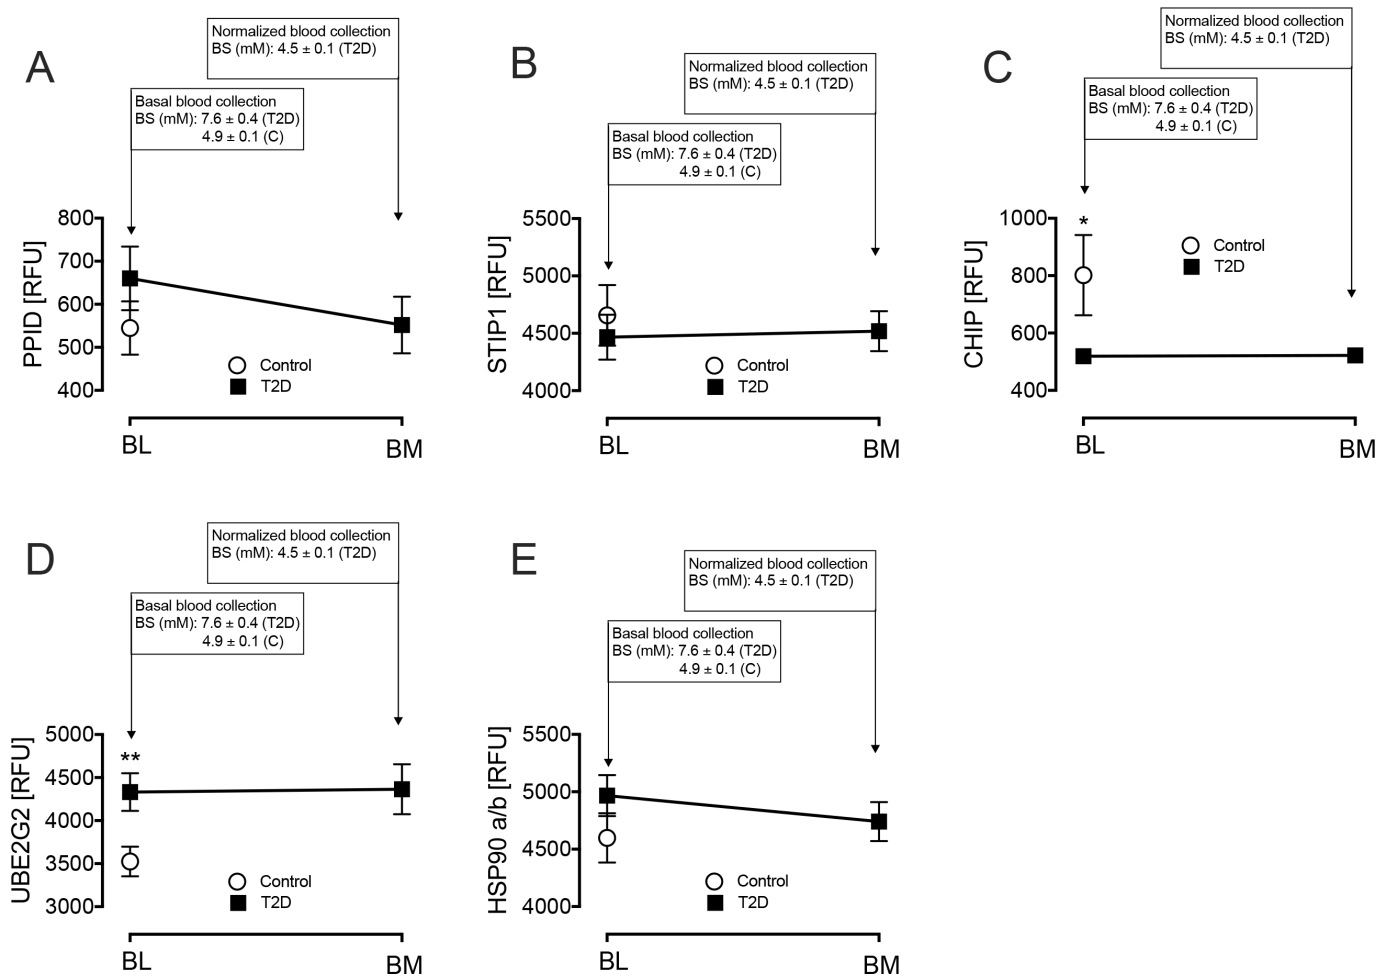 A
Normalized blood collection
BS (mM): 4.5 ± 0.1 (T2D)
Basal blood collection
BS (mM): 7.6 ± 0.4 (T2D)
4.9 ± 0.1 (C)
PPID [RFU]
800
700
600
500
400
Control
T2D
BL
BM
B
Normalized blood collection
BS (mM): 4.5 ± 0.1 (T2D)
Basal blood collection
BS (mM): 7.6 ± 0.4 (T2D)
4.9 ± 0.1 (C)
STIP1 [RFU]
5500
5000
4500
4000
Control
T2D
BL
BM
C
Normalized blood collection
BS (mM): 4.5 ± 0.1 (T2D)
Basal blood collection
BS (mM): 7.6 ± 0.4 (T2D)
4.9 ± 0.1 (C)
CHIP [RFU]
1000
800
600
400
*
Control
T2D
BL
BM
D
Normalized blood collection
BS (mM): 4.5 ± 0.1 (T2D)
Basal blood collection
BS (mM): 7.6 ± 0.4 (T2D)
4.9 ± 0.1 (C)
UBE2G2 [RFU]
5000
4500
4000
3500
3000
**
Control
T2D
BL
BM
E
Normalized blood collection
BS (mM): 4.5 ± 0.1 (T2D)
Basal blood collection
BS (mM): 7.6 ± 0.4 (T2D)
4.9 ± 0.1 (C)
HSP90 a/b [RFU]
5500
5000
4500
4000
Control
T2D
BL
BM